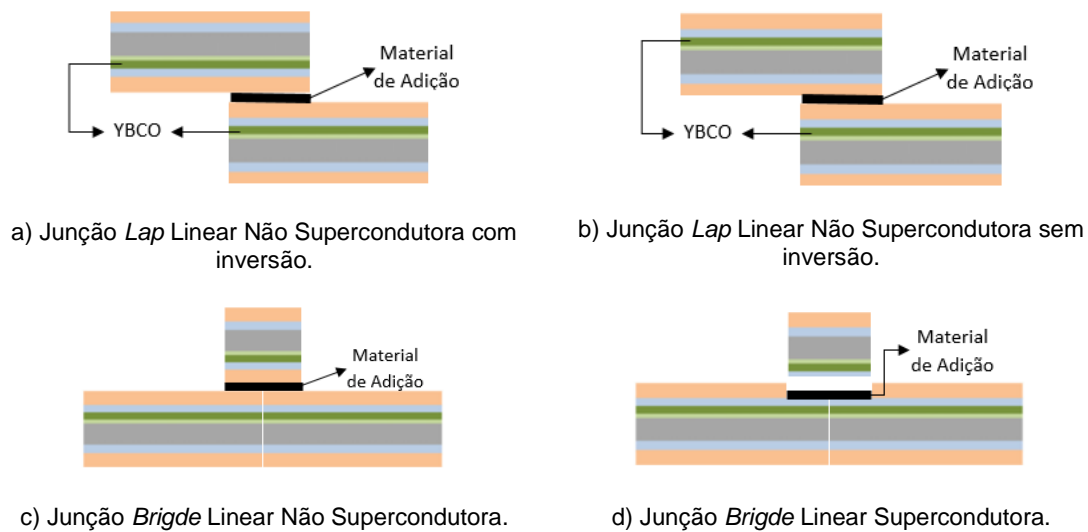 Material
de Adição
YBCO
a) Junção Lap Linear Não Supercondutora com
inversão.
Material
de Adição
YBCO
b) Junção Lap Linear Não Supercondutora sem
inversão.
Material
de Adição
c) Junção Brigde Linear Não Supercondutora.
Material
de Adição
d) Junção Brigde Linear Supercondutora.